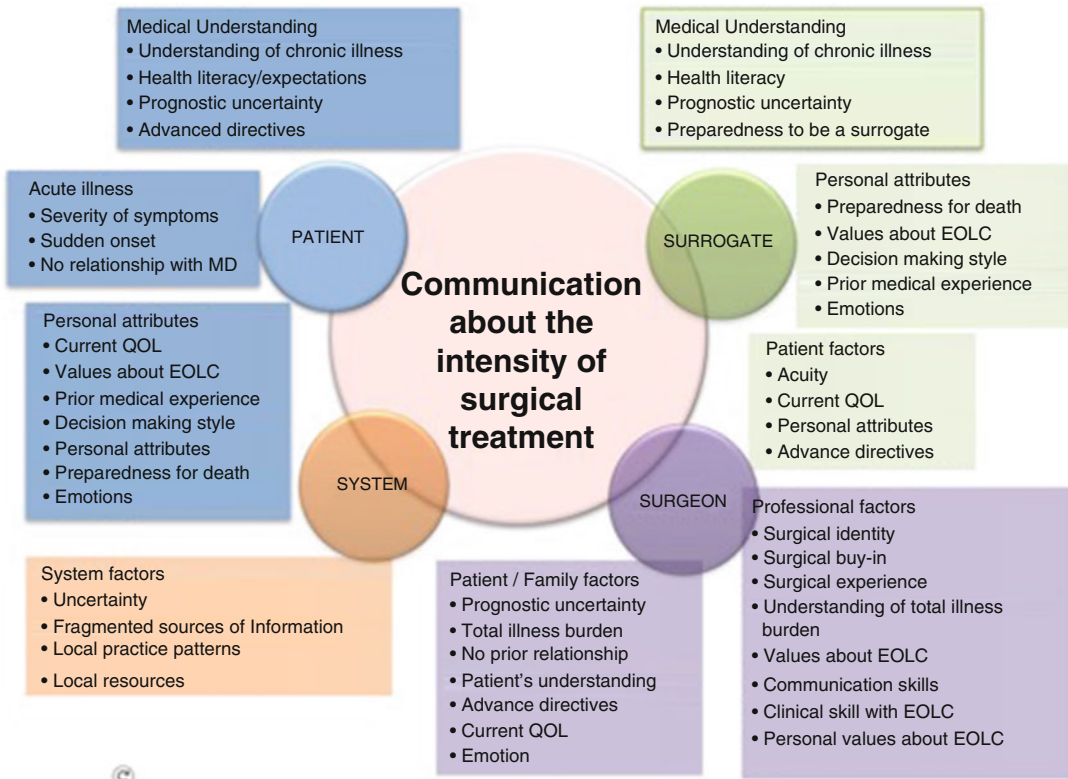 Medical Understanding
• Understanding of chronic illness
• Health literacy/expectations
• Prognostic uncertainty
• Advanced directives
Medical Understanding
• Understanding of chronic illness
• Health literacy
• Prognostic uncertainty
• Preparedness to be a surrogate
Acute illness
• Severity of symptoms
• Sudden onset
• No relationship with MD
PATIENT
SURROGATE
Personal attributes
• Preparedness for death
• Values about EOLC
• Decision making style
• Prior medical experience
• Emotions
Communication
about the
intensity of
surgical
treatment
Personal attributes
• Current QOL
• Values about EOLC
• Prior medical experience
• Decision making style
• Personal attributes
• Preparedness for death
• Emotions
Patient factors
• Acuity
• Current QOL
• Personal attributes
• Advance directives
SYSTEM
SURGEON
System factors
• Uncertainty
• Fragmented sources of Information
• Local practice patterns
• Local resources
Patient / Family factors
• Prognostic uncertainty
• Total illness burden
• No prior relationship
• Patient's understanding
• Advance directives
• Current QOL
• Emotion
Professional factors
• Surgical identity
• Surgical buy-in
• Surgical experience
• Understanding of total illness
burden
• Values about EOLC
• Communication skills
• Clinical skill with EOLC
• Personal values about EOLC